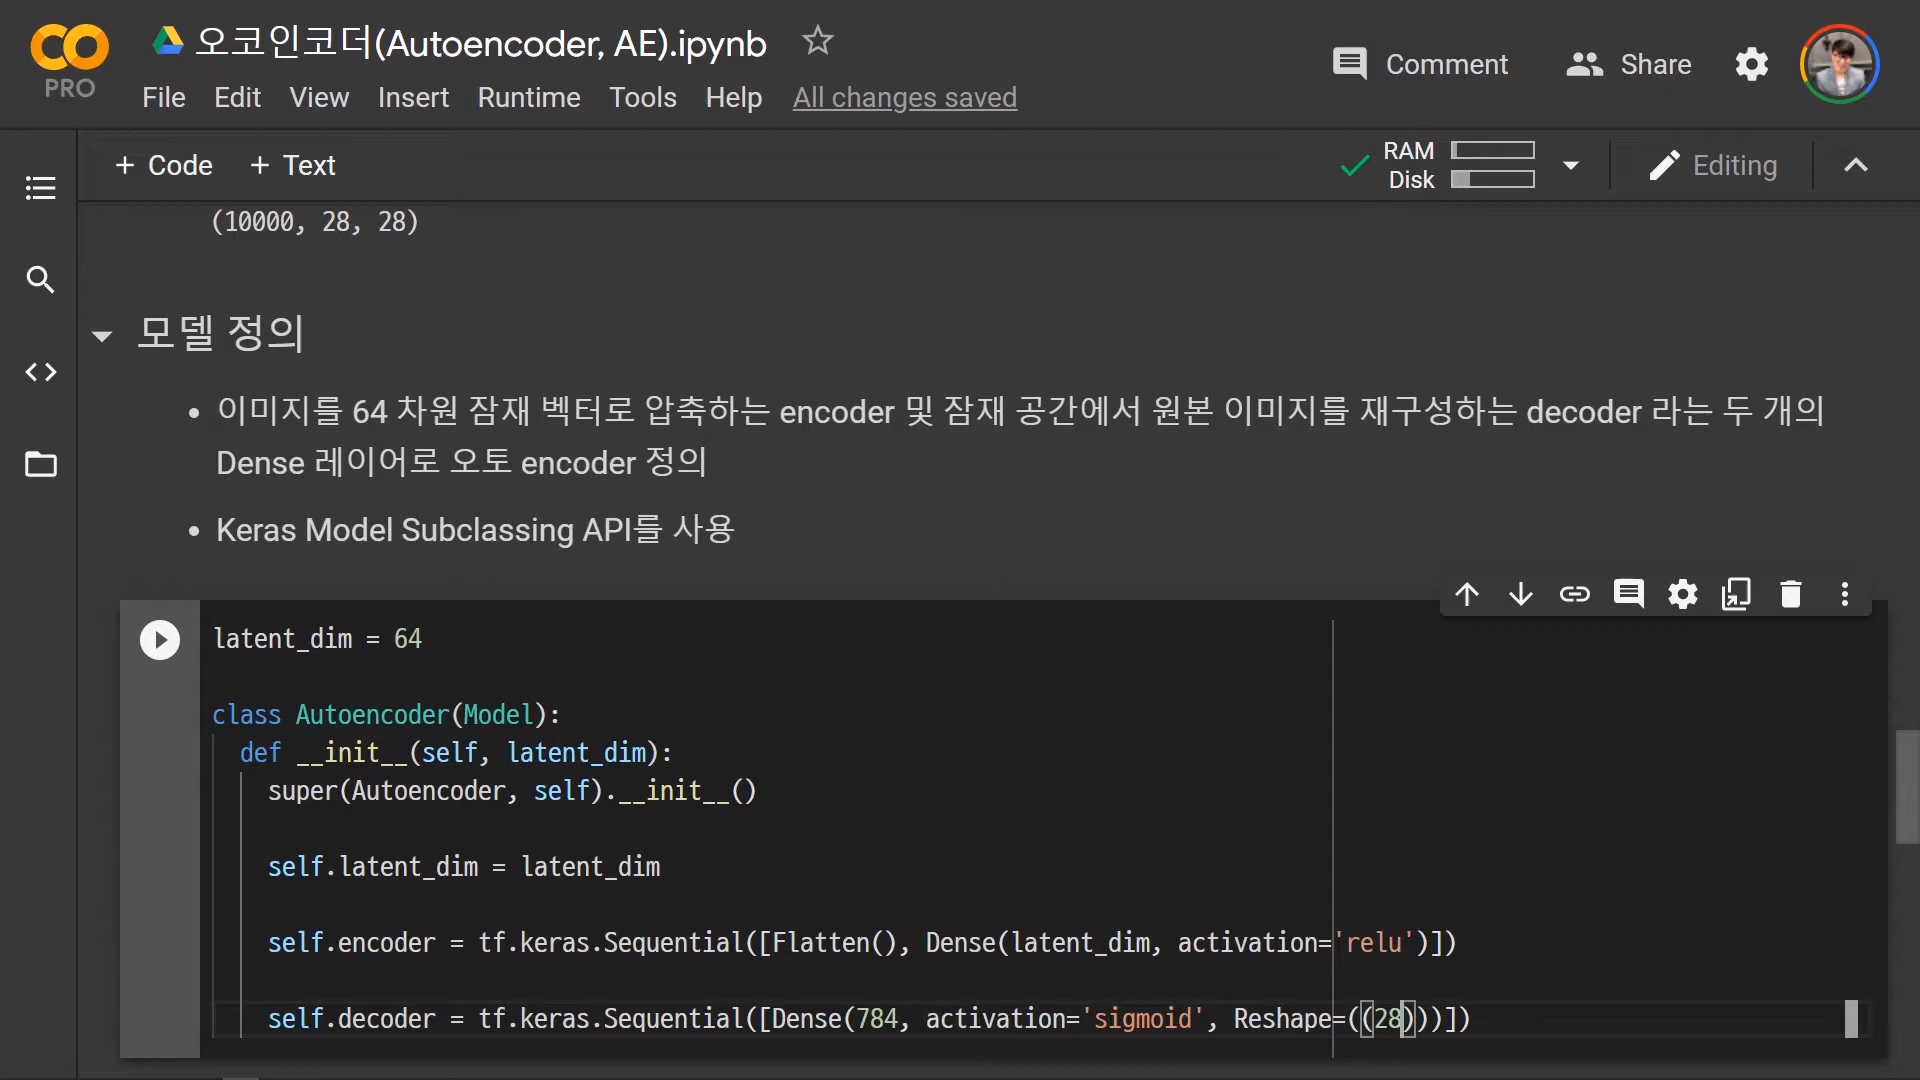 오코인코더(Autoencoder, AE).ipynb
PRO
File Edit View Insert Runtime Tools Help All changes saved
Comment
Share
+ Code + Text
RAM
Disk
Editing
(10000, 28, 28)
모델 정의
• 이미지를 64 차원 잠재 벡터로 압축하는 encoder 및 잠재 공간에서 원본 이미지를 재구성하는 decoder 라는 두 개의
Dense 레이어로 오토 encoder 정의
• Keras Model Subclassing API를 사용
latent_dim = 64
class Autoencoder(Model):
def __init__(self, latent_dim):
super(Autoencoder, self).__init__()
self.latent_dim = latent_dim
self.encoder = tf.keras.Sequential([Flatten(), Dense(latent_dim, activation='relu')])
self.decoder = tf.keras.Sequential([Dense(784, activation='sigmoid', Reshape=((28)))])